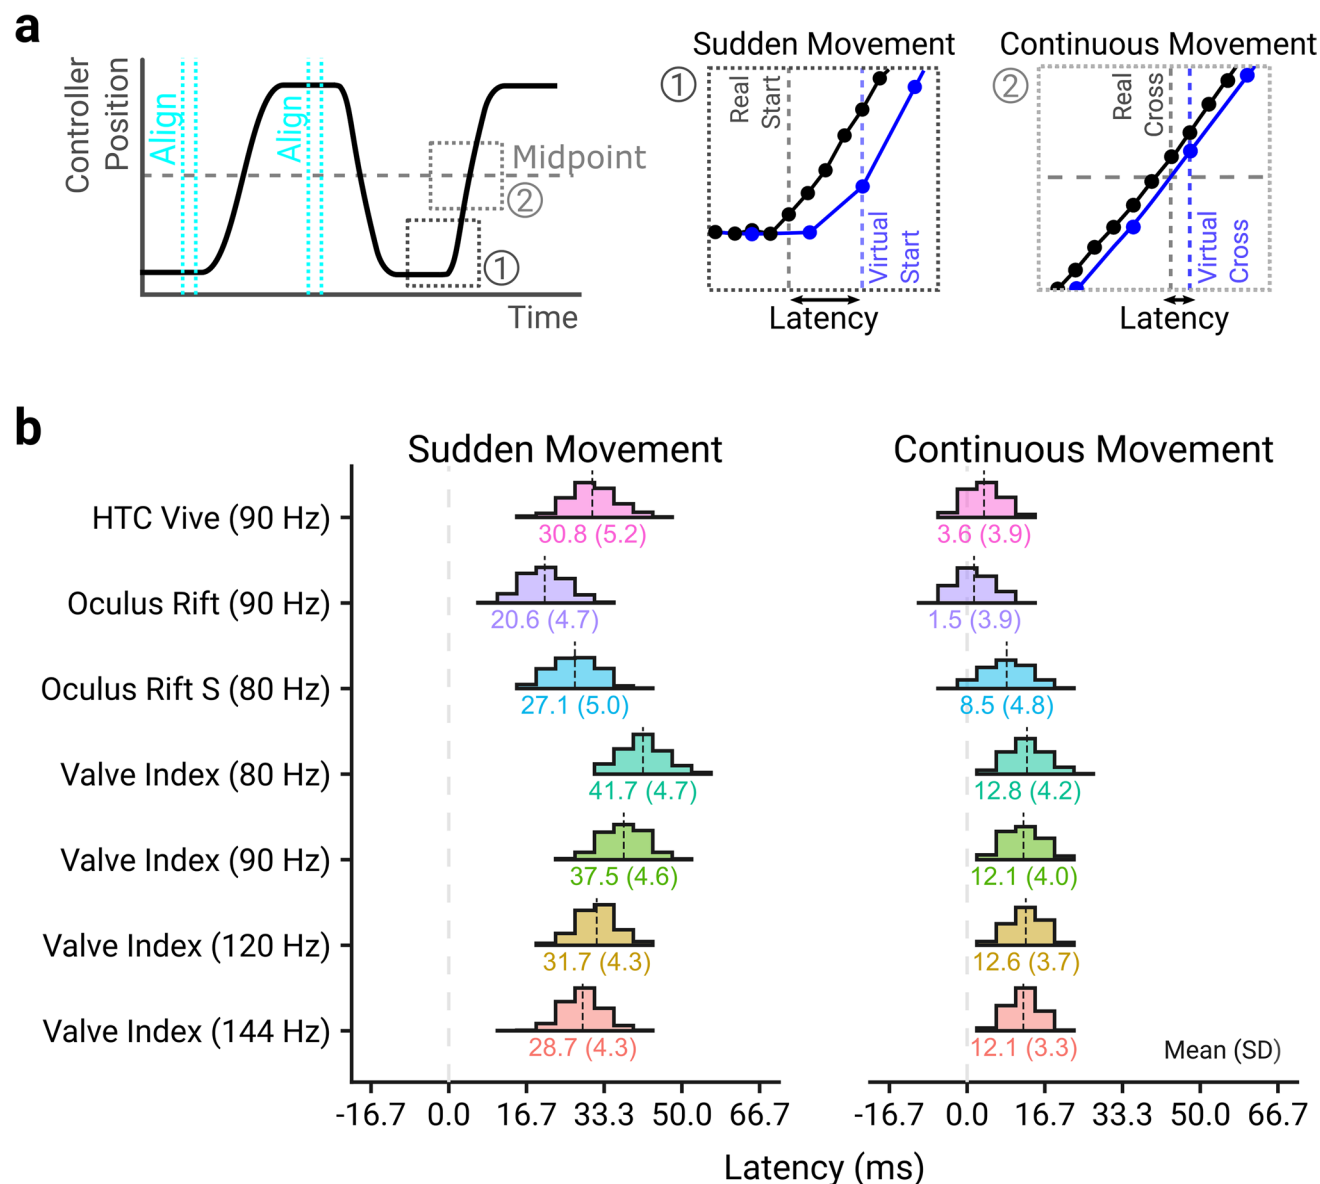 a
Controller
Position
Align
Align
Midpoint
②
①
Time
Sudden Movement
①
Real
Start
Virtual
Start
Latency
Continuous Movement
②
Real
Cross
Virtual
Cross
Latency
b
Sudden Movement
Continuous Movement
HTC Vive (90 Hz)
30.8 (5.2)
3.6 (3.9)
Oculus Rift (90 Hz)
20.6 (4.7)
1.5 (3.9)
Oculus Rift S (80 Hz)
27.1 (5.0)
8.5 (4.8)
Valve Index (80 Hz)
41.7 (4.7)
12.8 (4.2)
Valve Index (90 Hz)
37.5 (4.6)
12.1 (4.0)
Valve Index (120 Hz)
31.7 (4.3)
12.6 (3.7)
Valve Index (144 Hz)
28.7 (4.3)
12.1 (3.3)
Mean (SD)
-16.7 0.0 16.7 33.3 50.0 66.7
-16.7 0.0 16.7 33.3 50.0 66.7
Latency (ms)